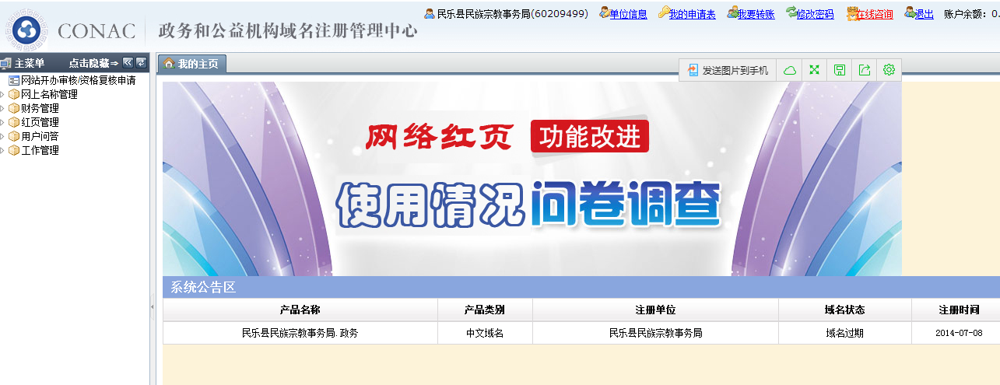 CONAC 政务和公益机构域名注册管理中心
民乐县民族宗教事务局(60209499) 单位信息 我的申请表 我要转账 修改密码 在线咨询 退出 账户余额: 0.
主菜单 点击隐藏⇒
我的主页
发送图片到手机
网站开办审核/资格复核申请
网上名称管理
财务管理
红页管理
用户问答
工作管理
网络红页 功能改进
使用情况问卷调查
系统公告区
产品名称 产品类别 注册单位 域名状态 注册时间
民乐县民族宗教事务局.政务 中文域名 民乐县民族宗教事务局 域名过期 2014-07-08